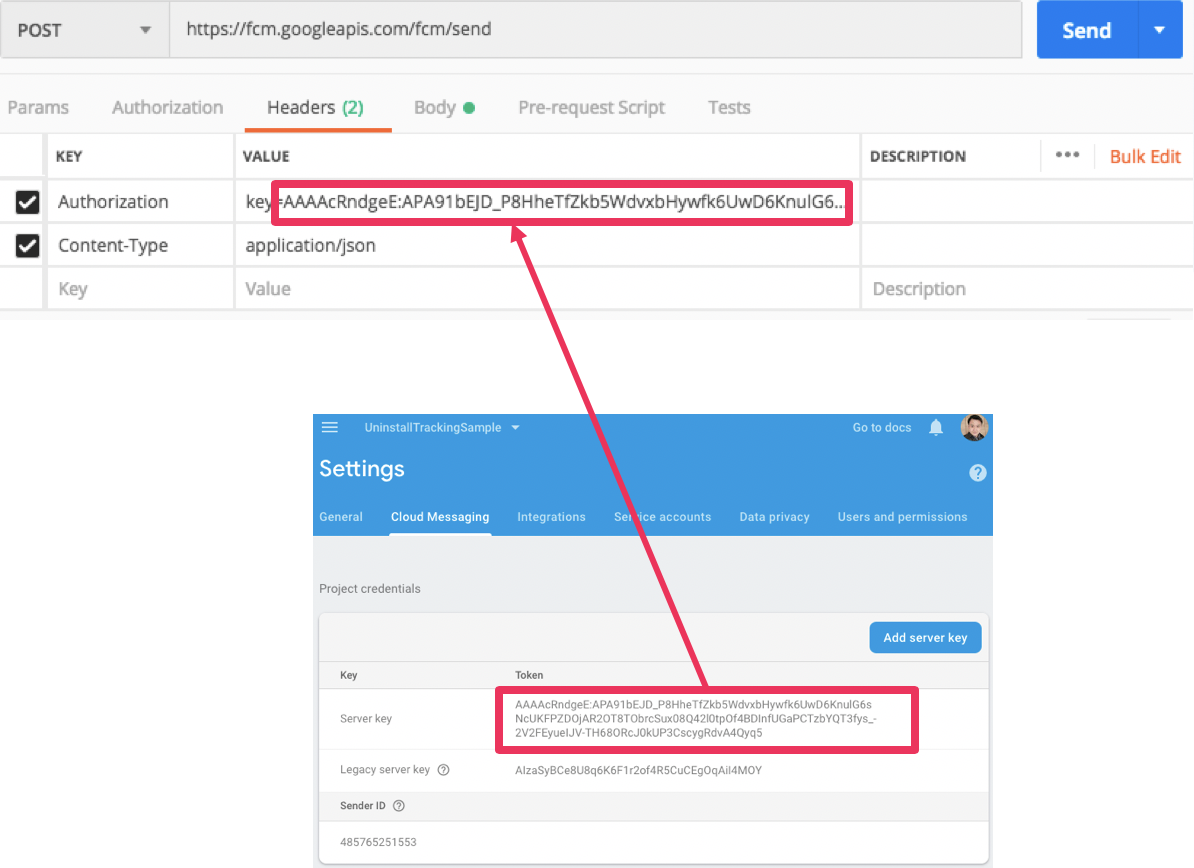 POST https://fcm.googleapis.com/fcm/send Send
Params Authorization Headers (2) Body Pre-request Script Tests
KEY VALUE DESCRIPTION ••• Bulk Edit
Authorization key=AAAAcRndgeE:APA91bEJD_P8HheTfZkb5WdvxbHywfk6UwD6KnulG6...
Content-Type application/json
Key Value Description
UninstallTrackingSample Go to docs
Settings ?
General Cloud Messaging Integrations Service accounts Data privacy Users and permissions
Project credentials
Add server key
Key Token
Server key AAAAcRndgeE:APA91bEJD_P8HheTfZkb5WdvxbHywfk6UwD6KnulG6s
NcUKFPZDOjAR2OT8TObrcSux08Q42l0tpOf4BDInfUGaPCTzbYQT3fys_-
2V2FEyueIJV-TH68ORcJ0kUP3CscygRdvA4Qyq5
Legacy server key ? AIzaSyBCe8U8q6K6F1r2of4R5CuCEgOqAil4MOY
Sender ID ?
485765251553